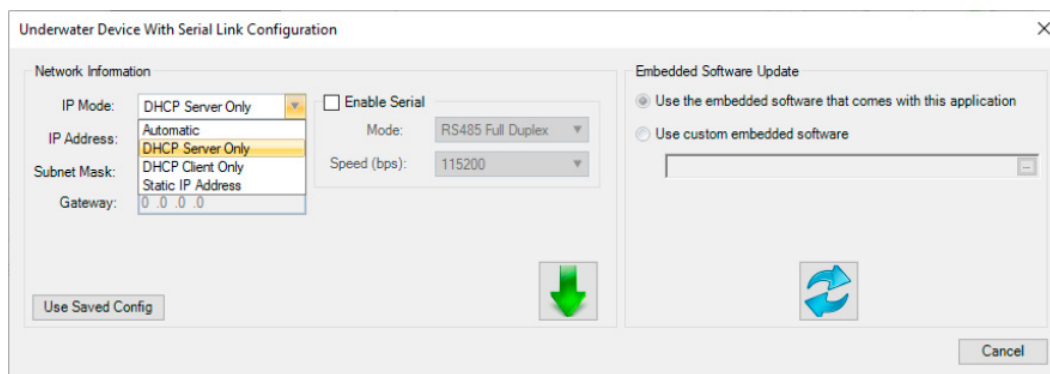 Underwater Device With Serial Link Configuration
Network Information
IP Mode: DHCP Server Only
Automatic
DHCP Server Only
DHCP Client Only
Static IP Address
IP Address:
Subnet Mask:
Gateway: 0 .0 .0 .0
Enable Serial
Mode: RS485 Full Duplex
Speed (bps): 115200
Use Saved Config
Embedded Software Update
Use the embedded software that comes with this application
Use custom embedded software
...
Cancel